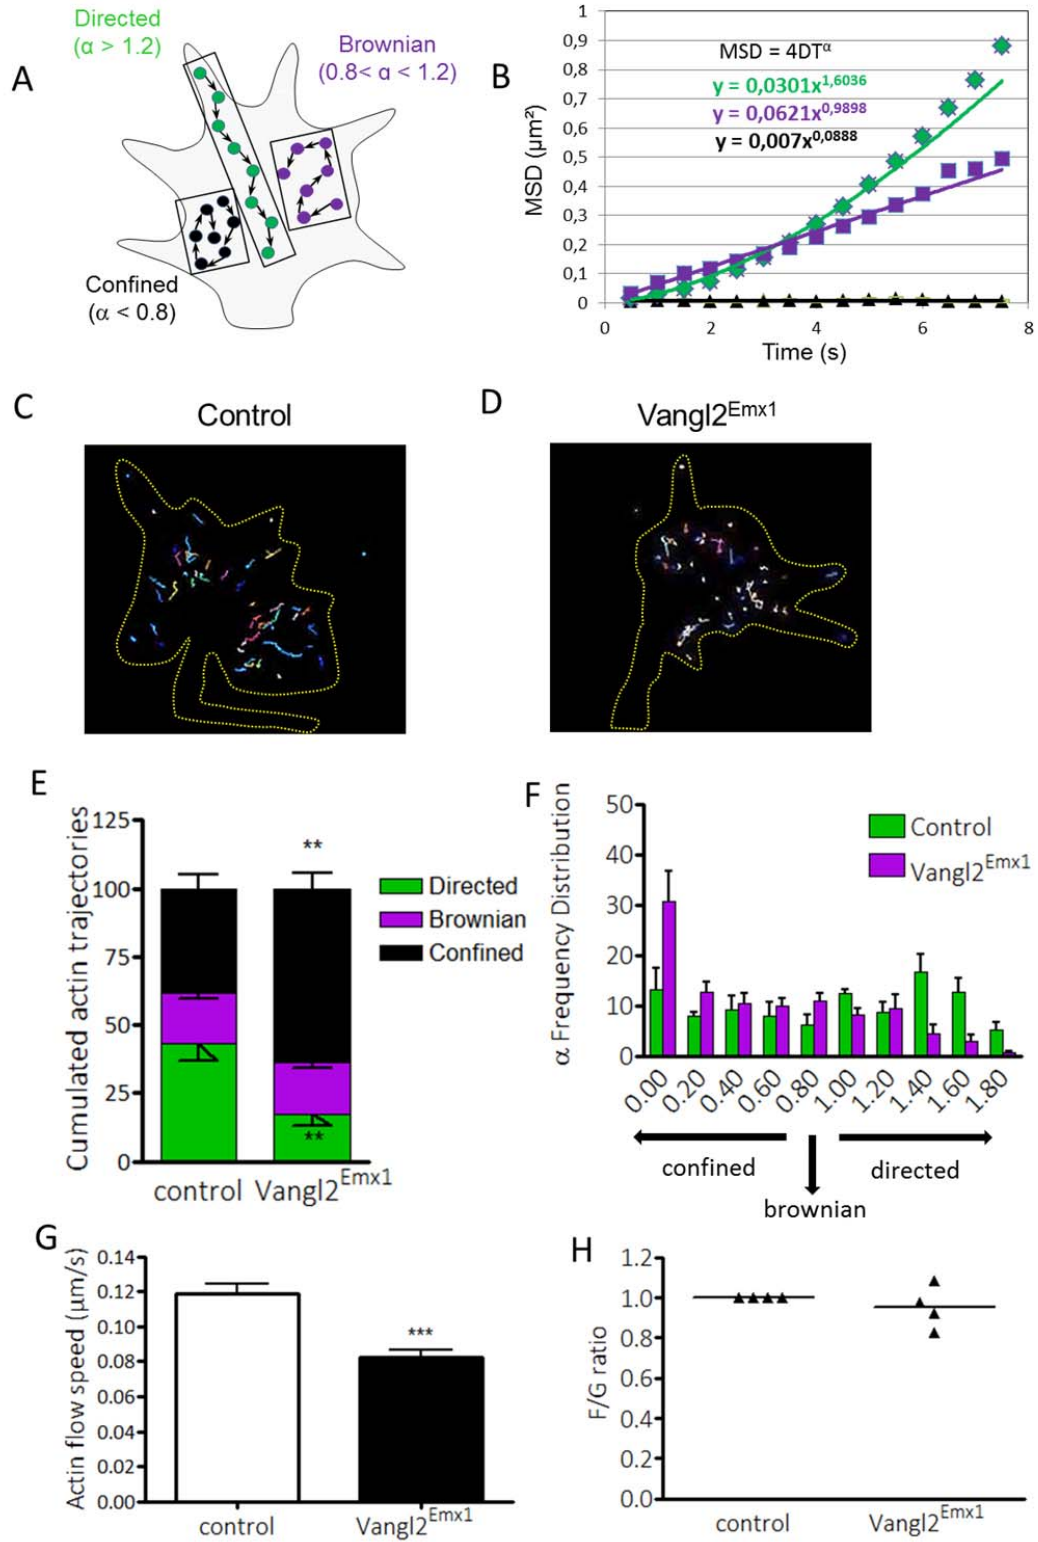 A
Directed
(α > 1.2)
Brownian
(0.8< α < 1.2)
Confined
(α < 0.8)
B
MSD (µm²)
1
0,9
0,8
0,7
0,6
0,5
0,4
0,3
0,2
0,1
0
MSD = 4DTᵅ
y = 0,0301x^1,6036
y = 0,0621x^0,9898
y = 0,007x^0,0888
0 2 4 6 8
Time (s)
C
Control
D
Vangl2^Emx1
E
Cumulated actin trajectories
125
100
75
50
25
0
**
**
Directed
Brownian
Confined
control Vangl2^Emx1
F
α Frequency Distribution
50
40
30
20
10
0
Control
Vangl2^Emx1
0.00 0.20 0.40 0.60 0.80 1.00 1.20 1.40 1.60 1.80
confined
directed
brownian
G
Actin flow speed (µm/s)
0.14
0.12
0.10
0.08
0.06
0.04
0.02
0.00
***
control Vangl2^Emx1
H
F/G ratio
1.2
1.0
0.8
0.6
0.4
0.2
0.0
control Vangl2^Emx1